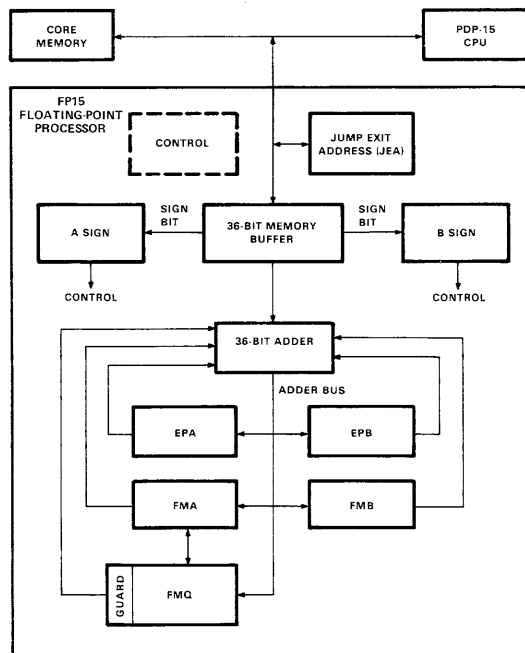 CORE
MEMORY
PDP-15
CPU
FP15
FLOATING-POINT
PROCESSOR
CONTROL
JUMP EXIT
ADDRESS (JEA)
SIGN
BIT
SIGN
BIT
A SIGN
36-BIT MEMORY
BUFFER
B SIGN
CONTROL
CONTROL
36-BIT ADDER
ADDER BUS
EPA
EPB
FMA
FMB
GUARD
FMQ